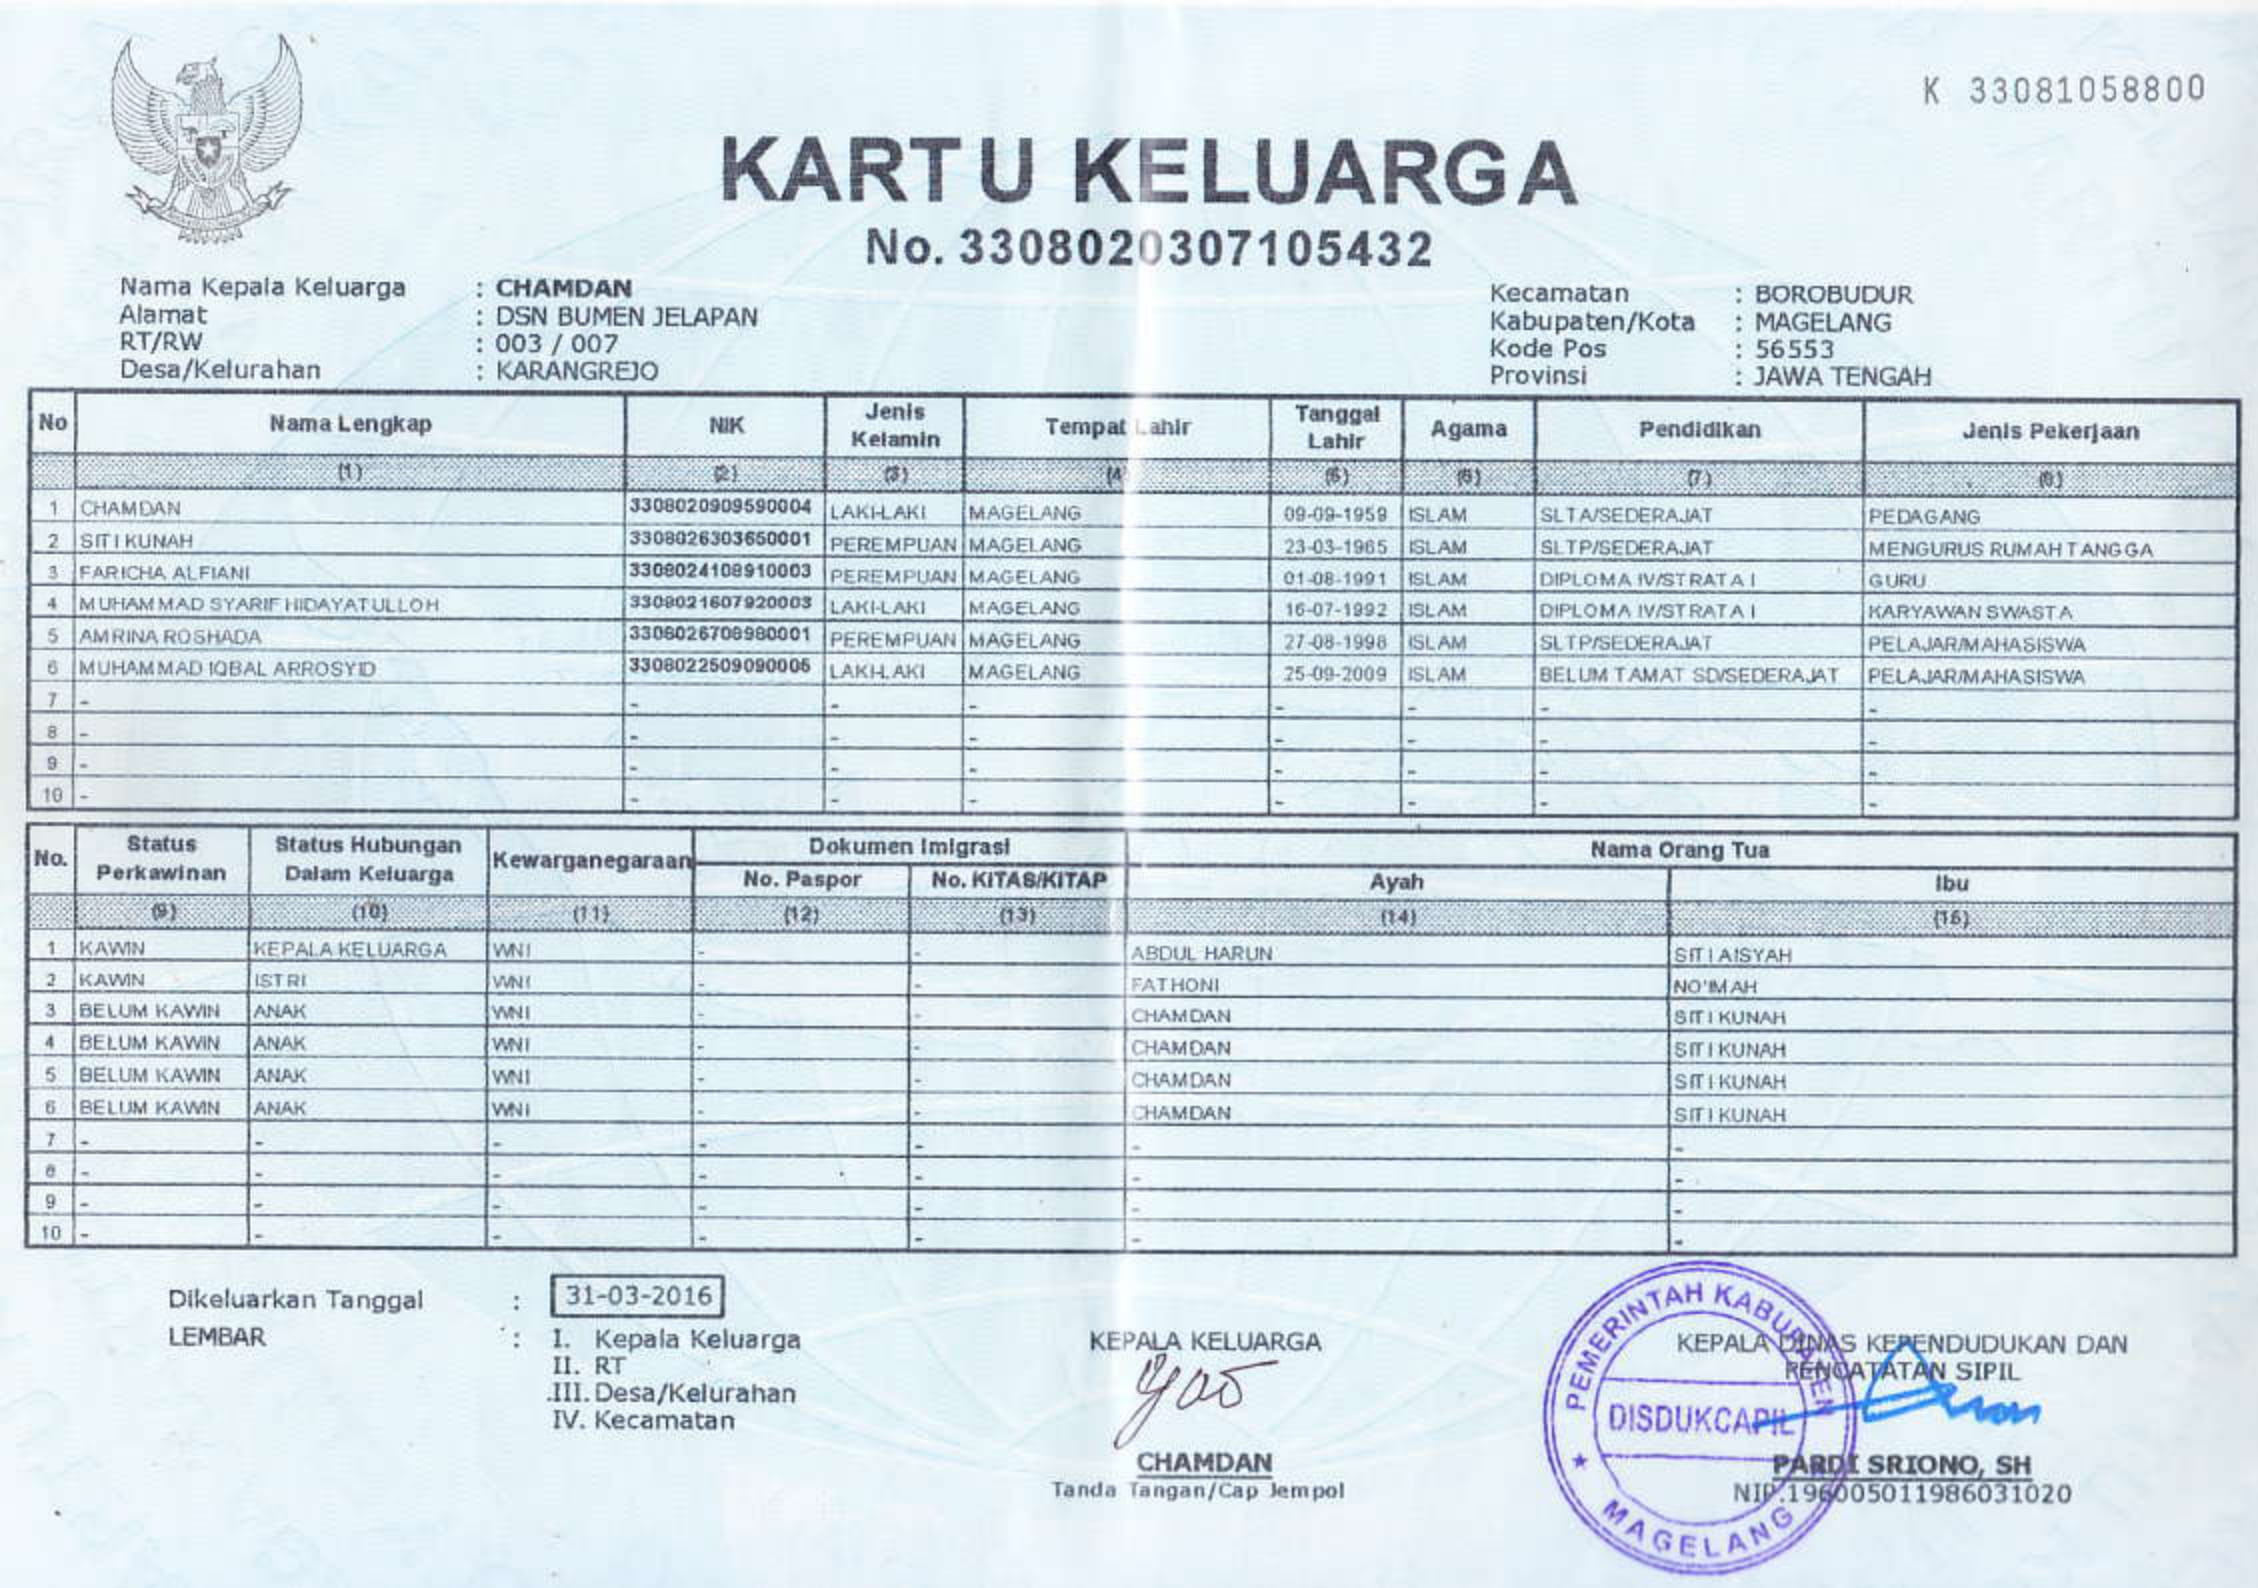 K 33081058800
KARTU KELUARGA
No. 3308020307105432
Nama Kepala Keluarga : CHAMDAN
Alamat : DSN BUMEN JELAPAN
RT/RW : 003 / 007
Desa/Kelurahan : KARANGREJO
Kecamatan : BOROBUDUR
Kabupaten/Kota : MAGELANG
Kode Pos : 56553
Provinsi : JAWA TENGAH
No Nama Lengkap NIK Jenis Kelamin Tempat Lahir Tanggal Lahir Agama Pendidikan Jenis Pekerjaan
(1) (2) (3) (4 (5) (6) (7) (8)
1 CHAMDAN 3308020909590004 LAKI-LAKI MAGELANG 09-09-1959 ISLAM SLTA/SEDERAJAT PEDAGANG
2 SITI KUNAH 3308026303650001 PEREMPUAN MAGELANG 23-03-1965 ISLAM SLTP/SEDERAJAT MENGURUS RUMAH TANGGA
3 FARICHA ALFIANI 3308024108910003 PEREMPUAN MAGELANG 01-08-1991 ISLAM DIPLOMA IV/STRATA I GURU
4 MUHAMMAD SYARIF HIDAYATULLOH 3308021607920003 LAKI-LAKI MAGELANG 16-07-1992 ISLAM DIPLOMA IV/STRATA I KARYAWAN SWASTA
5 AMRINA ROSHADA 3308026708980001 PEREMPUAN MAGELANG 27-08-1998 ISLAM SLTP/SEDERAJAT PELAJAR/MAHASISWA
6 MUHAMMAD IQBAL ARROSYID MAGELANG 25-09-2009 ISLAM BELUM TAMAT SD/SEDERAJAT PELAJAR/MAHASISWA
7 - - - - - - - -
8 - - - - - - - -
9 - - - - - - - -
10 - - - - - - - -
No. Status Perkawinan Status Hubungan Dalam Keluarga Kewarganegaraan Dokumen Imigrasi Nama Orang Tua
No. Paspor No. KITAS/KITAP Ayah Ibu
(9) (10) (11) (12) (13) (14) (15)
1 KAWIN KEPALA KELUARGA WNI - - ABDUL HARUN SITI AISYAH
2 KAWIN ISTRI WNI - - FATHONI NO'IMAH
3 BELUM KAWIN ANAK WNI - - CHAMDAN SITI KUNAH
4 BELUM KAWIN ANAK WNI - - CHAMDAN SITI KUNAH
5 BELUM KAWIN ANAK WNI - - CHAMDAN SITI KUNAH
6 BELUM KAWIN ANAK WNI - - CHAMDAN SITI KUNAH
7 - - - - - - -
8 - - - - - - -
9 - - - - - - -
10 - - - - - - -
Dikeluarkan Tanggal : 31-03-2016
LEMBAR : I. Kepala Keluarga
II. RT
III. Desa/Kelurahan
IV. Kecamatan
KEPALA KELUARGA
CHAMDAN
Tanda Tangan/Cap Jempol
KEPALA DINAS KEPENDUDUKAN DAN
PENCATATAN SIPIL
PARDI SRIONO, SH
NIP.196005011986031020
PEMERINTAH KABUPATEN
DISDUKCAPIL
MAGELANG